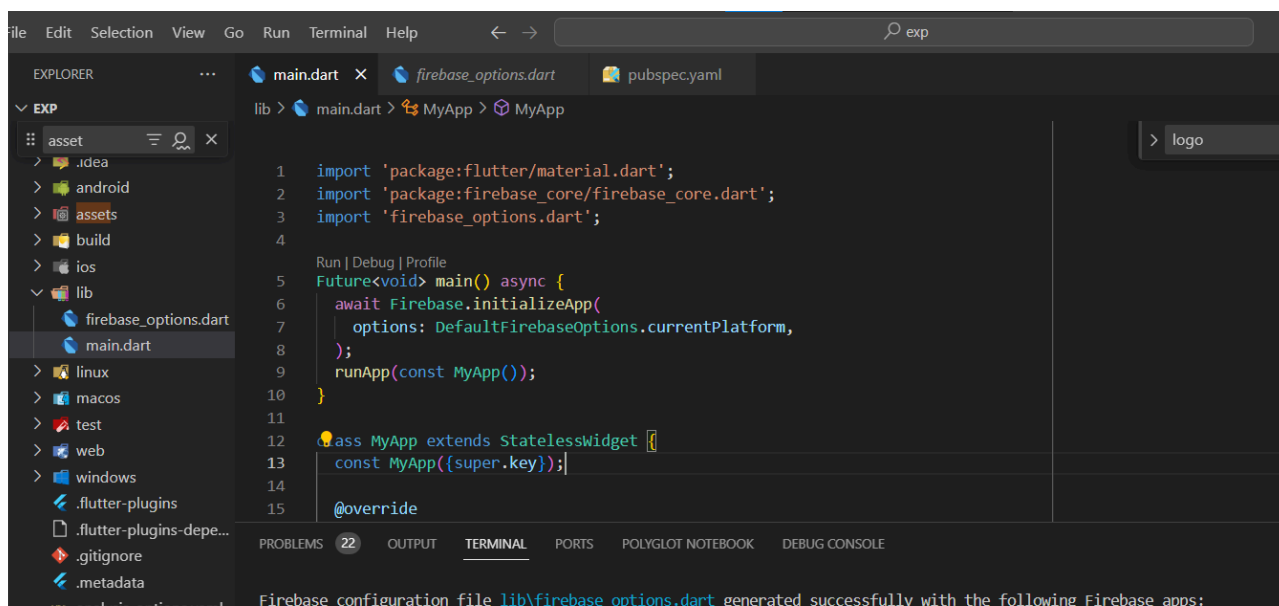 File Edit Selection View Go Run Terminal Help
exp
EXPLORER
main.dart
firebase_options.dart
pubspec.yaml
EXP
lib > main.dart > MyApp > MyApp
asset
logo
.idea
android
assets
build
ios
lib
firebase_options.dart
main.dart
linux
macos
test
web
windows
.flutter-plugins
.flutter-plugins-depe...
.gitignore
.metadata
1 import 'package:flutter/material.dart';
2 import 'package:firebase_core/firebase_core.dart';
3 import 'firebase_options.dart';
4
Run | Debug | Profile
5 Future<void> main() async {
6 await Firebase.initializeApp(
7 options: DefaultFirebaseOptions.currentPlatform,
8 );
9 runApp(const MyApp());
10 }
11
12 class MyApp extends StatelessWidget {
13 const MyApp({super.key});
14
15 @override
PROBLEMS 22 OUTPUT TERMINAL PORTS POLYGLOT NOTEBOOK DEBUG CONSOLE
Firebase configuration file lib\firebase_options.dart generated successfully with the following Firebase apps: